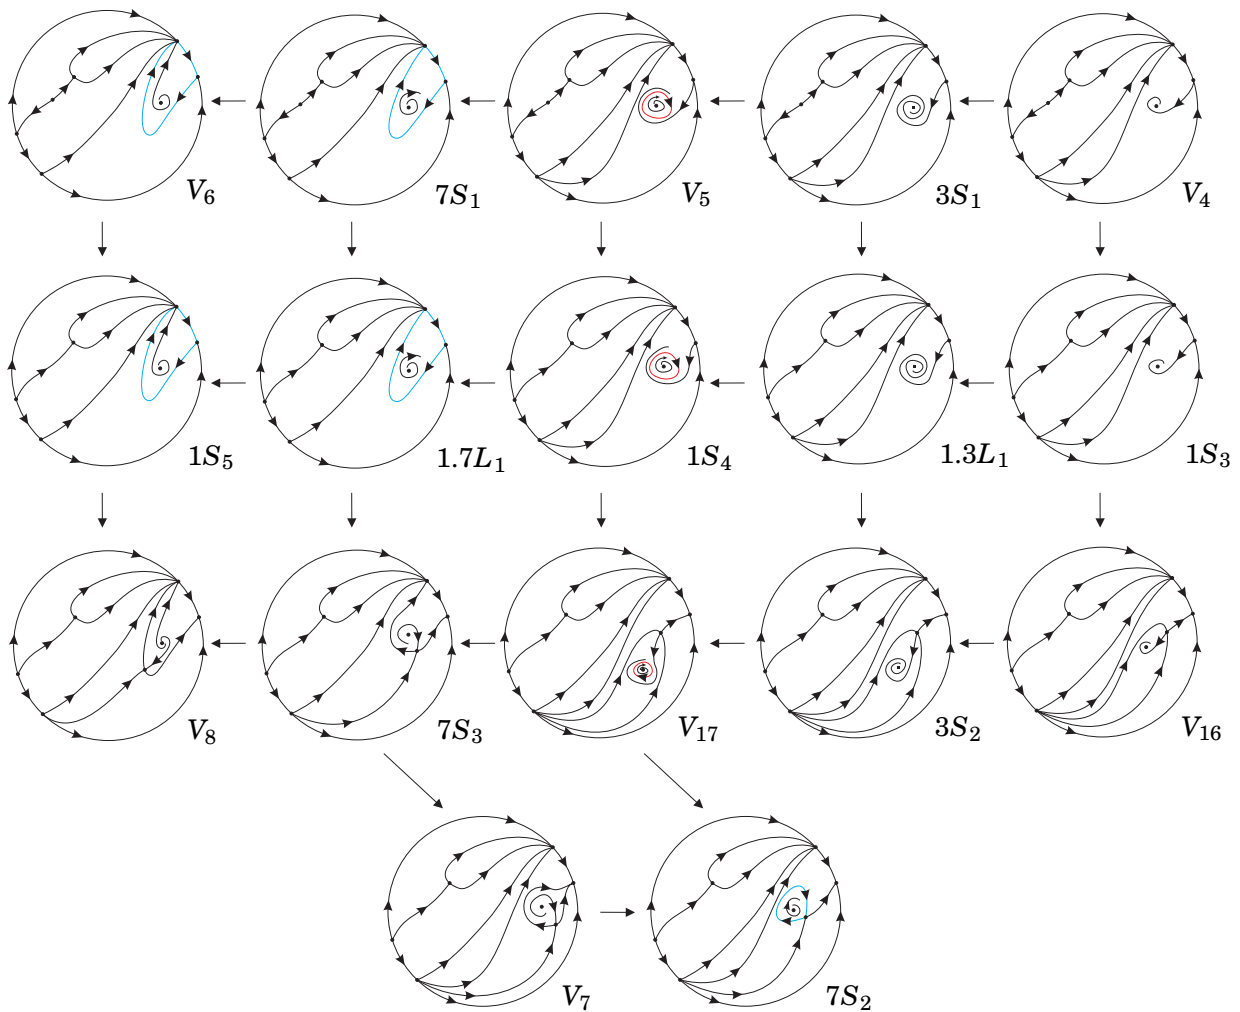 V₆ 7S₁ V₅ 3S₁ V₄
1S₅ 1.7L₁ 1S₄ 1.3L₁ 1S₃
V₈ 7S₃ V₁₇ 3S₂ V₁₆
V₇ 7S₂